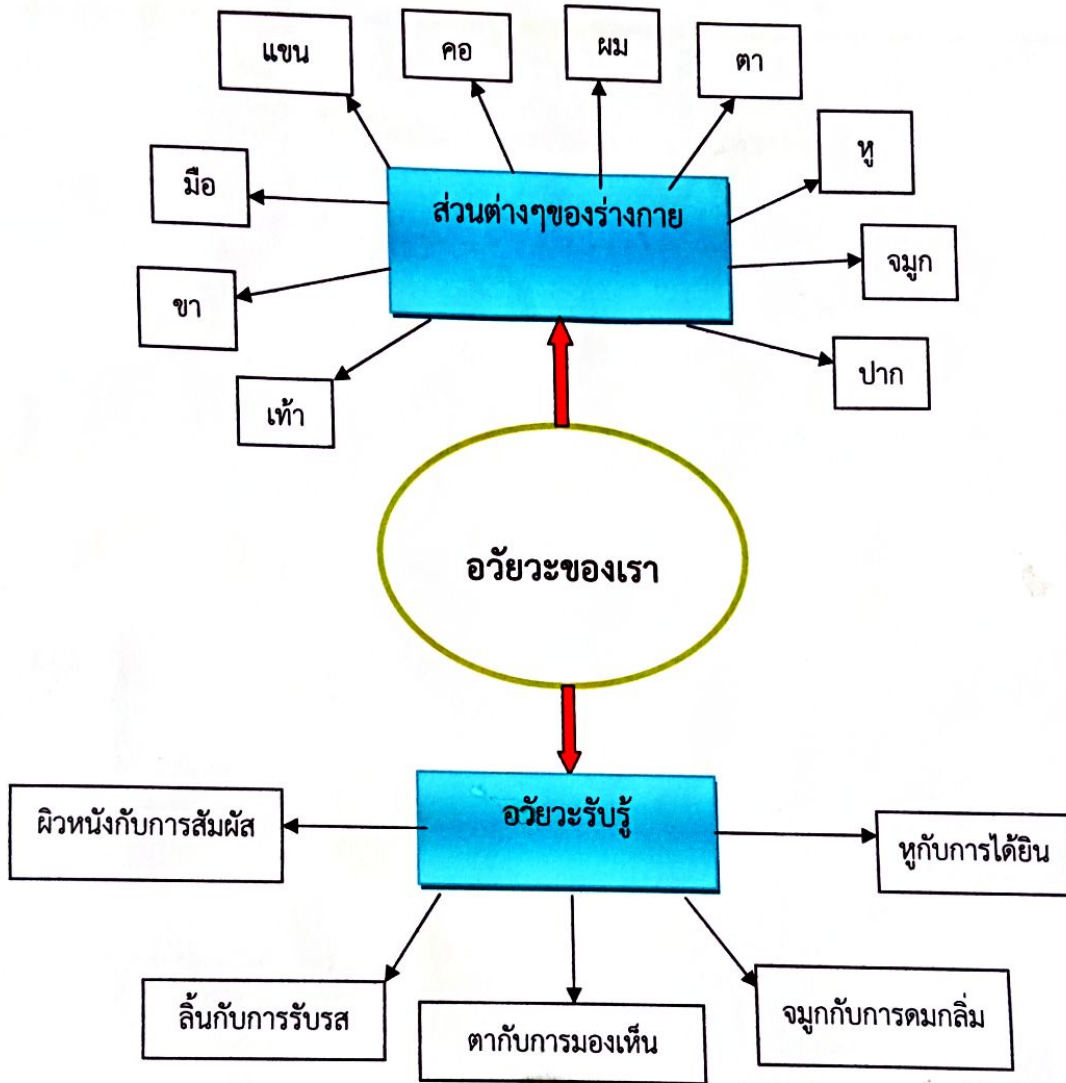 แขน
คอ
ผม
ตา
หู
มือ
ส่วนต่างๆของร่างกาย
จมูก
ขา
ปาก
เท้า
อวัยวะของเรา
อวัยวะรับรู้
ผิวหนังกับการสัมผัส
หูกับการได้ยิน
ลิ้นกับการรับรส
ตากับการมองเห็น
จมูกกับการดมกลิ่ม